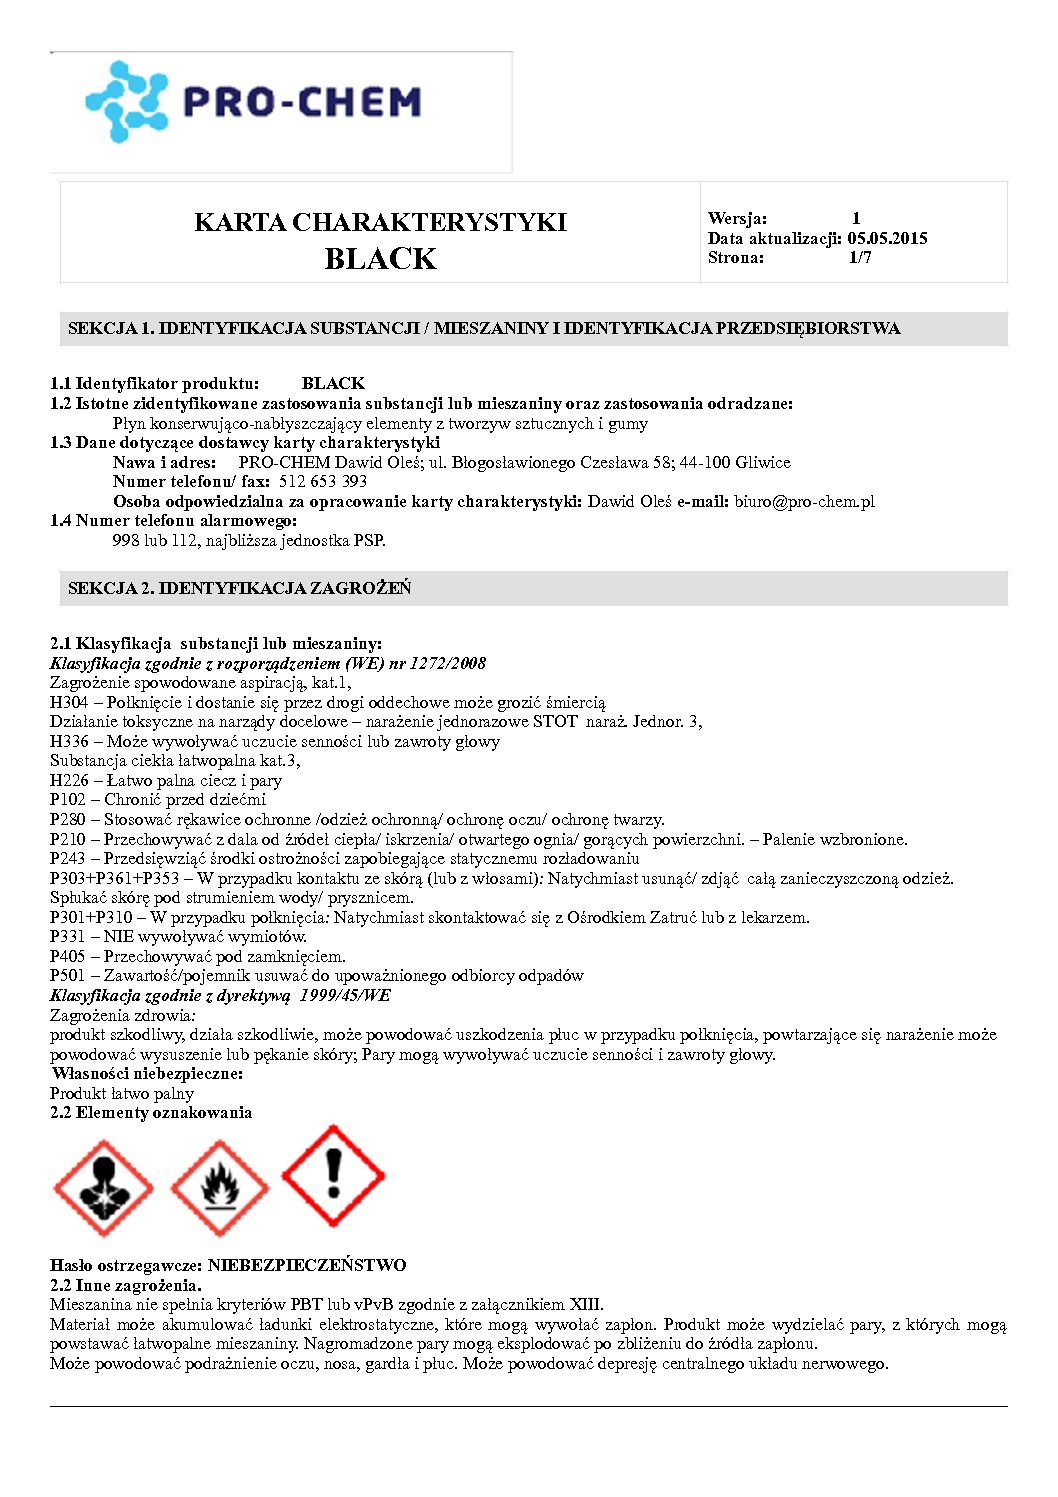 PRO-CHEM
KARTA CHARAKTERYSTYKI
BLACK
Wersja: 1
Data aktualizacji: 05.05.2015
Strona: 1/7
SEKCJA 1. IDENTYFIKACJA SUBSTANCJI / MIESZANINY I IDENTYFIKACJA PRZEDSIĘBIORSTWA
1.1 Identyfikator produktu: BLACK
1.2 Istotne zidentyfikowane zastosowania substancji lub mieszaniny oraz zastosowania odradzane:
Płyn konserwująco-nabłyszczający elementy z tworzyw sztucznych i gumy
1.3 Dane dotyczące dostawcy karty charakterystyki
Nawa i adres: PRO-CHEM Dawid Oleś; ul. Błogosławionego Czesława 58; 44-100 Gliwice
Numer telefonu/ fax: 512 653 393
Osoba odpowiedzialna za opracowanie karty charakterystyki: Dawid Oleś e-mail: biuro@pro-chem.pl
1.4 Numer telefonu alarmowego:
998 lub 112, najbliższa jednostka PSP.
SEKCJA 2. IDENTYFIKACJA ZAGROŻEŃ
2.1 Klasyfikacja substancji lub mieszaniny:
Klasyfikacja zgodnie z rozporządzeniem (WE) nr 1272/2008
Zagrożenie spowodowane aspiracją, kat.1,
H304 – Połknięcie i dostanie się przez drogi oddechowe może grozić śmiercią
Działanie toksyczne na narządy docelowe – narażenie jednorazowe STOT naraż. Jednor. 3,
H336 – Może wywoływać uczucie senności lub zawroty głowy
Substancja ciekła łatwopalna kat.3,
H226 – Łatwo palna ciecz i pary
P102 – Chronić przed dziećmi
P280 – Stosować rękawice ochronne /odzież ochronną/ ochronę oczu/ ochronę twarzy.
P210 – Przechowywać z dala od źródeł ciepła/ iskrzenia/ otwartego ognia/ gorących powierzchni. – Palenie wzbronione.
P243 – Przedsięwziąć środki ostrożności zapobiegające statycznemu rozładowaniu
P303+P361+P353 – W przypadku kontaktu ze skórą (lub z włosami): Natychmiast usunąć/ zdjąć całą zanieczyszczoną odzież.
Spłukać skórę pod strumieniem wody/ prysznicem.
P301+P310 – W przypadku połknięcia: Natychmiast skontaktować się z Ośrodkiem Zatruć lub z lekarzem.
P331 – NIE wywoływać wymiotów.
P405 – Przechowywać pod zamknięciem.
P501 – Zawartość/pojemnik usuwać do upoważnionego odbiorcy odpadów
Klasyfikacja zgodnie z dyrektywą 1999/45/WE
Zagrożenia zdrowia:
produkt szkodliwy, działa szkodliwie, może powodować uszkodzenia płuc w przypadku połknięcia, powtarzające się narażenie może
powodować wysuszenie lub pękanie skóry; Pary mogą wywoływać uczucie senności i zawroty głowy.
Własności niebezpieczne:
Produkt łatwo palny
2.2 Elementy oznakowania
Hasło ostrzegawcze: NIEBEZPIECZEŃSTWO
2.2 Inne zagrożenia.
Mieszanina nie spełnia kryteriów PBT lub vPvB zgodnie z załącznikiem XIII.
Materiał może akumulować ładunki elektrostatyczne, które mogą wywołać zapłon. Produkt może wydzielać pary, z których mogą
powstawać łatwopalne mieszaniny. Nagromadzone pary mogą eksplodować po zbliżeniu do źródła zapłonu.
Może powodować podrażnienie oczu, nosa, gardła i płuc. Może powodować depresję centralnego układu nerwowego.